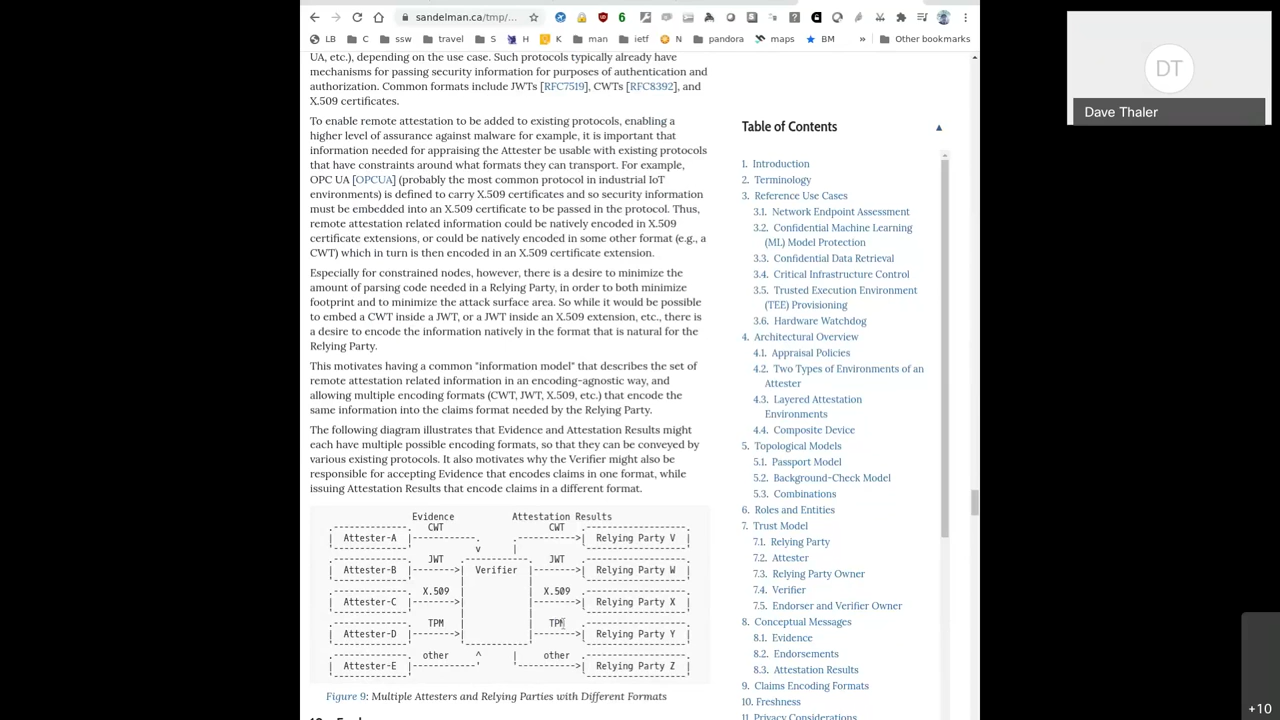 sandelman.ca/tmp/...
6
LB C ssw travel S H K man ietf N pandora maps BM » Other bookmarks
UA, etc.), depending on the use case. Such protocols typically already have
mechanisms for passing security information for purposes of authentication and
authorization. Common formats include JWTs [RFC7519], CWTs [RFC8392], and
X.509 certificates.
To enable remote attestation to be added to existing protocols, enabling a
higher level of assurance against malware for example, it is important that
information needed for appraising the Attester be usable with existing protocols
that have constraints around what formats they can transport. For example,
OPC UA [OPCUA] (probably the most common protocol in industrial IoT
environments) is defined to carry X.509 certificates and so security information
must be embedded into an X.509 certificate to be passed in the protocol. Thus,
remote attestation related information could be natively encoded in X.509
certificate extensions, or could be natively encoded in some other format (e.g., a
CWT) which in turn is then encoded in an X.509 certificate extension.
Especially for constrained nodes, however, there is a desire to minimize the
amount of parsing code needed in a Relying Party, in order to both minimize
footprint and to minimize the attack surface area. So while it would be possible
to embed a CWT inside a JWT, or a JWT inside an X.509 extension, etc., there is
a desire to encode the information natively in the format that is natural for the
Relying Party.
This motivates having a common "information model" that describes the set of
remote attestation related information in an encoding-agnostic way, and
allowing multiple encoding formats (CWT, JWT, X.509, etc.) that encode the
same information into the claims format needed by the Relying Party.
The following diagram illustrates that Evidence and Attestation Results might
each have multiple possible encoding formats, so that they can be conveyed by
various existing protocols. It also motivates why the Verifier might also be
responsible for accepting Evidence that encodes claims in one format, while
issuing Attestation Results that encode claims in a different format.
Evidence Attestation Results
CWT CWT
Attester-A Relying Party V
JWT JWT
Attester-B Verifier Relying Party W
X.509 X.509
Attester-C Relying Party X
TPM TPM
Attester-D Relying Party Y
other other
Attester-E Relying Party Z
Figure 9: Multiple Attesters and Relying Parties with Different Formats
Table of Contents
1. Introduction
2. Terminology
3. Reference Use Cases
3.1. Network Endpoint Assessment
3.2. Confidential Machine Learning
(ML) Model Protection
3.3. Confidential Data Retrieval
3.4. Critical Infrastructure Control
3.5. Trusted Execution Environment
(TEE) Provisioning
3.6. Hardware Watchdog
4. Architectural Overview
4.1. Appraisal Policies
4.2. Two Types of Environments of an
Attester
4.3. Layered Attestation
Environments
4.4. Composite Device
5. Topological Models
5.1. Passport Model
5.2. Background-Check Model
5.3. Combinations
6. Roles and Entities
7. Trust Model
7.1. Relying Party
7.2. Attester
7.3. Relying Party Owner
7.4. Verifier
7.5. Endorser and Verifier Owner
8. Conceptual Messages
8.1. Evidence
8.2. Endorsements
8.3. Attestation Results
9. Claims Encoding Formats
10. Freshness
11. Privacy Considerations
DT
Dave Thaler
+10